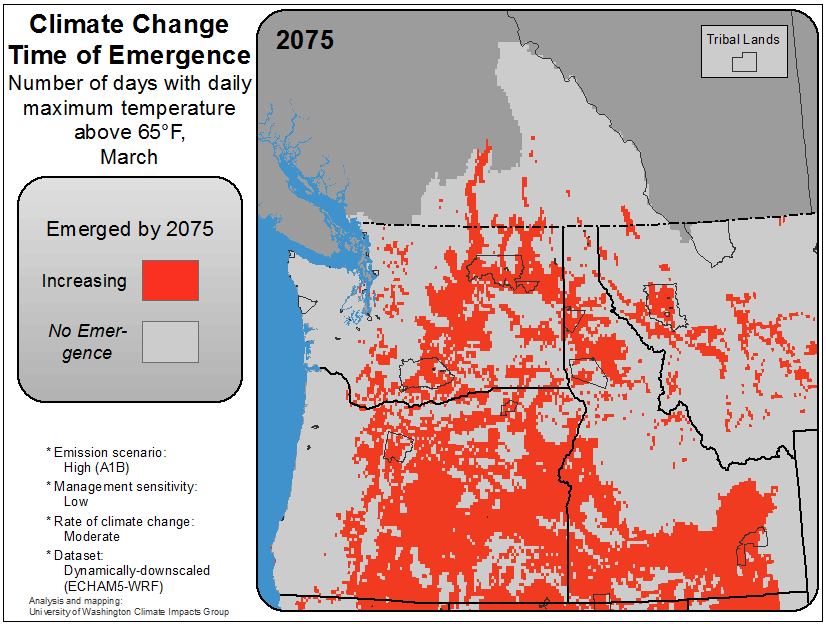 Climate Change
Time of Emergence
Number of days with daily
maximum temperature
above 65°F,
March
Emerged by 2075
Increasing
No Emer-
gence
* Emission scenario:
High (A1B)
* Management sensitivity:
Low
* Rate of climate change:
Moderate
* Dataset:
Dynamically-downscaled
(ECHAM5-WRF)
Analysis and mapping:
University of Washington Climate Impacts Group
2075
Tribal Lands